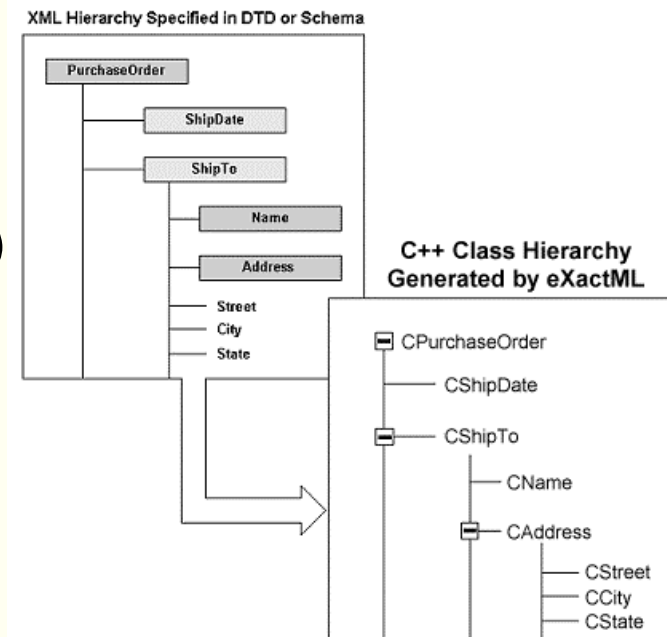 XML Hierarchy Specified in DTD or Schema
PurchaseOrder
ShipDate
ShipTo
Name
Address
Street
City
State
C++ Class Hierarchy
Generated by eXactML
CPurchaseOrder
CShipDate
CShipTo
CName
CAddress
CStreet
CCity
CState